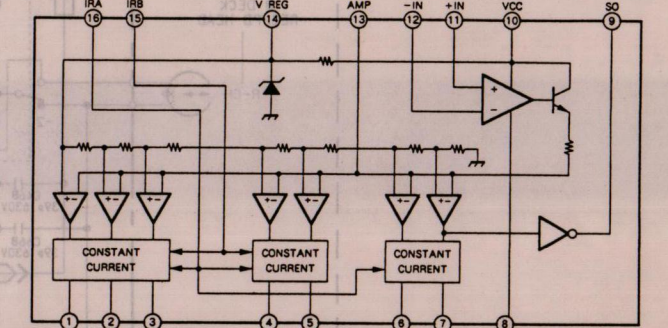 IRA IRB V REG AMP −IN +IN VCC SO
16 15 14 13 12 11 10 9
+
−
+− +− +− +− +− +− +−
CONSTANT CURRENT
CONSTANT CURRENT
CONSTANT CURRENT
1 2 3 4 5 6 7 8